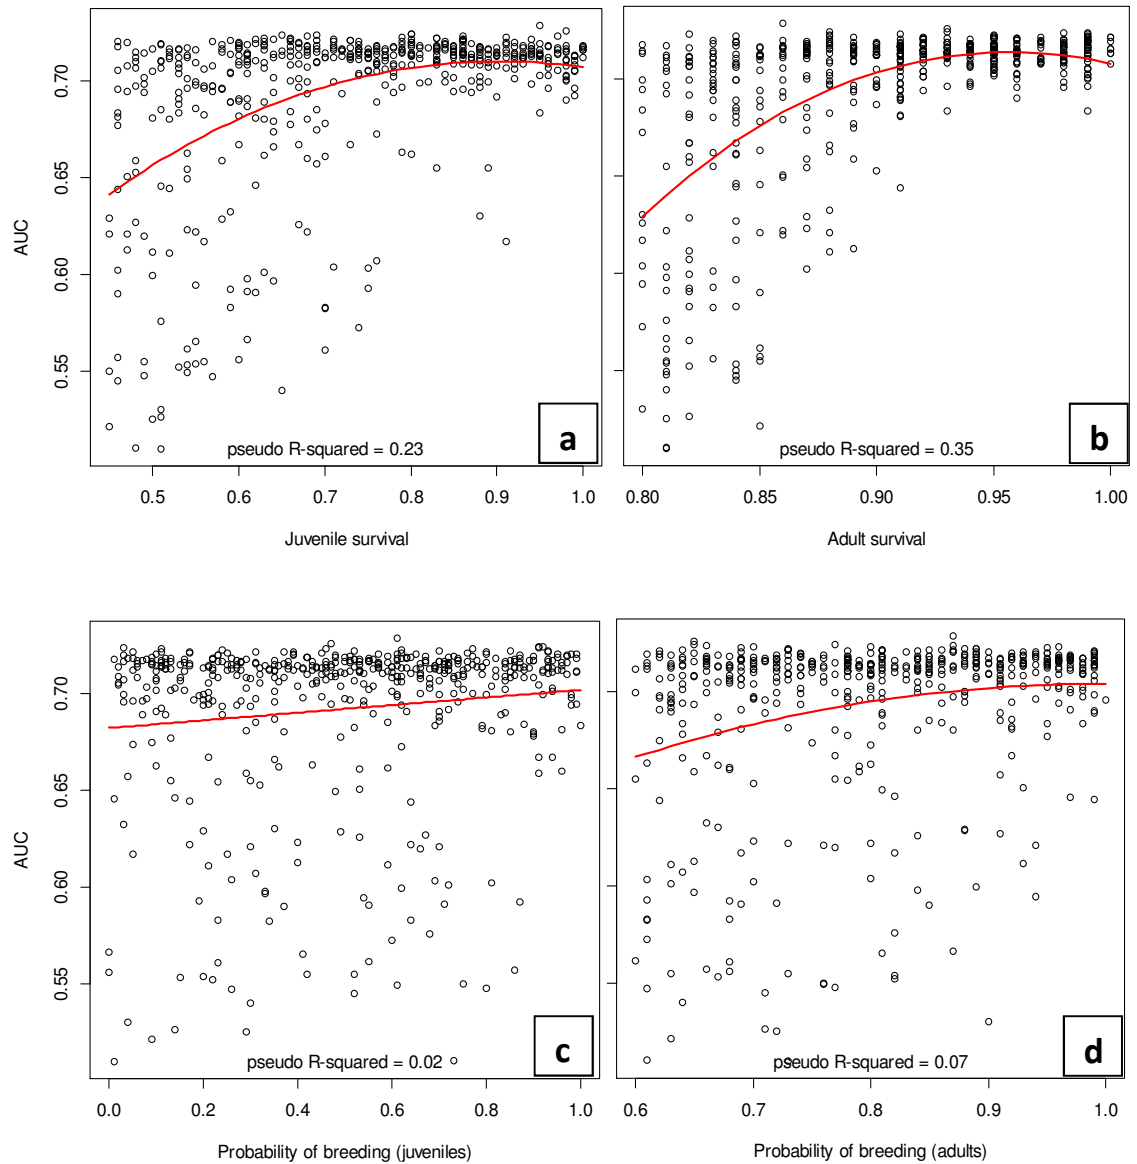 AUC
0.70
0.65
0.60
0.55
pseudo R-squared = 0.23
a
0.5 0.6 0.7 0.8 0.9 1.0
Juvenile survival
pseudo R-squared = 0.35
b
0.80 0.85 0.90 0.95 1.00
Adult survival
AUC
0.70
0.65
0.60
0.55
pseudo R-squared = 0.02
c
0.0 0.2 0.4 0.6 0.8 1.0
Probability of breeding (juveniles)
pseudo R-squared = 0.07
d
0.6 0.7 0.8 0.9 1.0
Probability of breeding (adults)